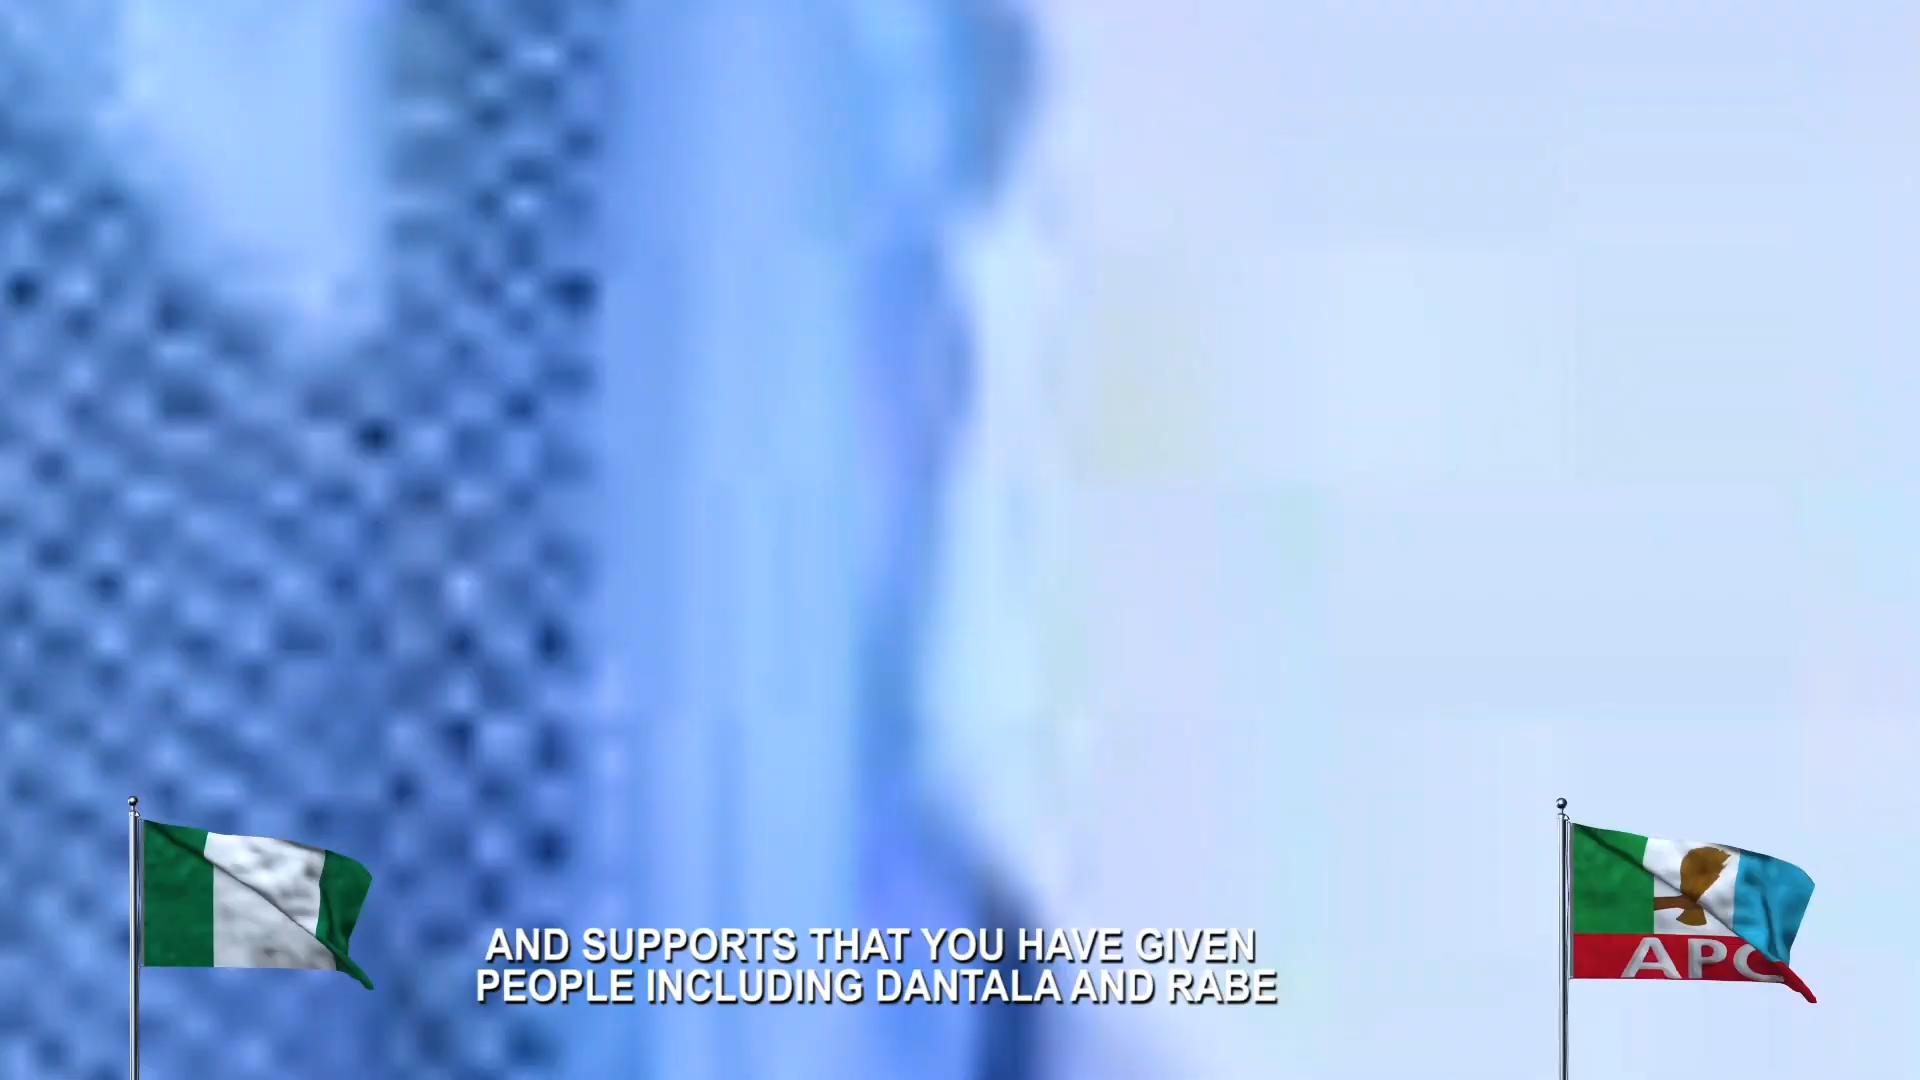 AND SUPPORTS THAT YOU HAVE GIVEN
PEOPLE INCLUDING DANTALA AND RABE
APC